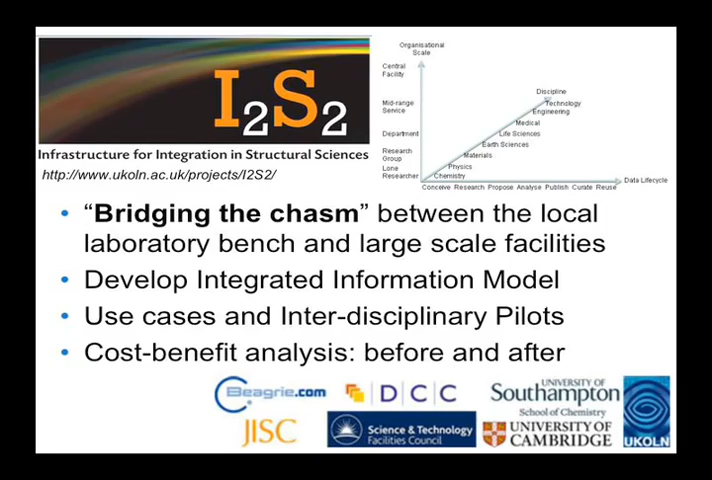 I2S2
Infrastructure for Integration in Structural Sciences
http://www.ukoln.ac.uk/projects/I2S2/
Organisational
Scale
Central
Facility
Mid-range
Service
Department
Research
Group
Lone
Researcher
Discipline
Technology
Engineering
Medical
Life Sciences
Earth Sciences
Materials
Physics
Chemistry
Data Lifecycle
Conceive Research Propose Analyse Publish Curate Reuse
• “Bridging the chasm” between the local
laboratory bench and large scale facilities
• Develop Integrated Information Model
• Use cases and Inter-disciplinary Pilots
• Cost-benefit analysis: before and after
Beagrie.com
DCC
UNIVERSITY OF
Southampton
School of Chemistry
JISC
Science & Technology
Facilities Council
UNIVERSITY OF
CAMBRIDGE
UKOLN